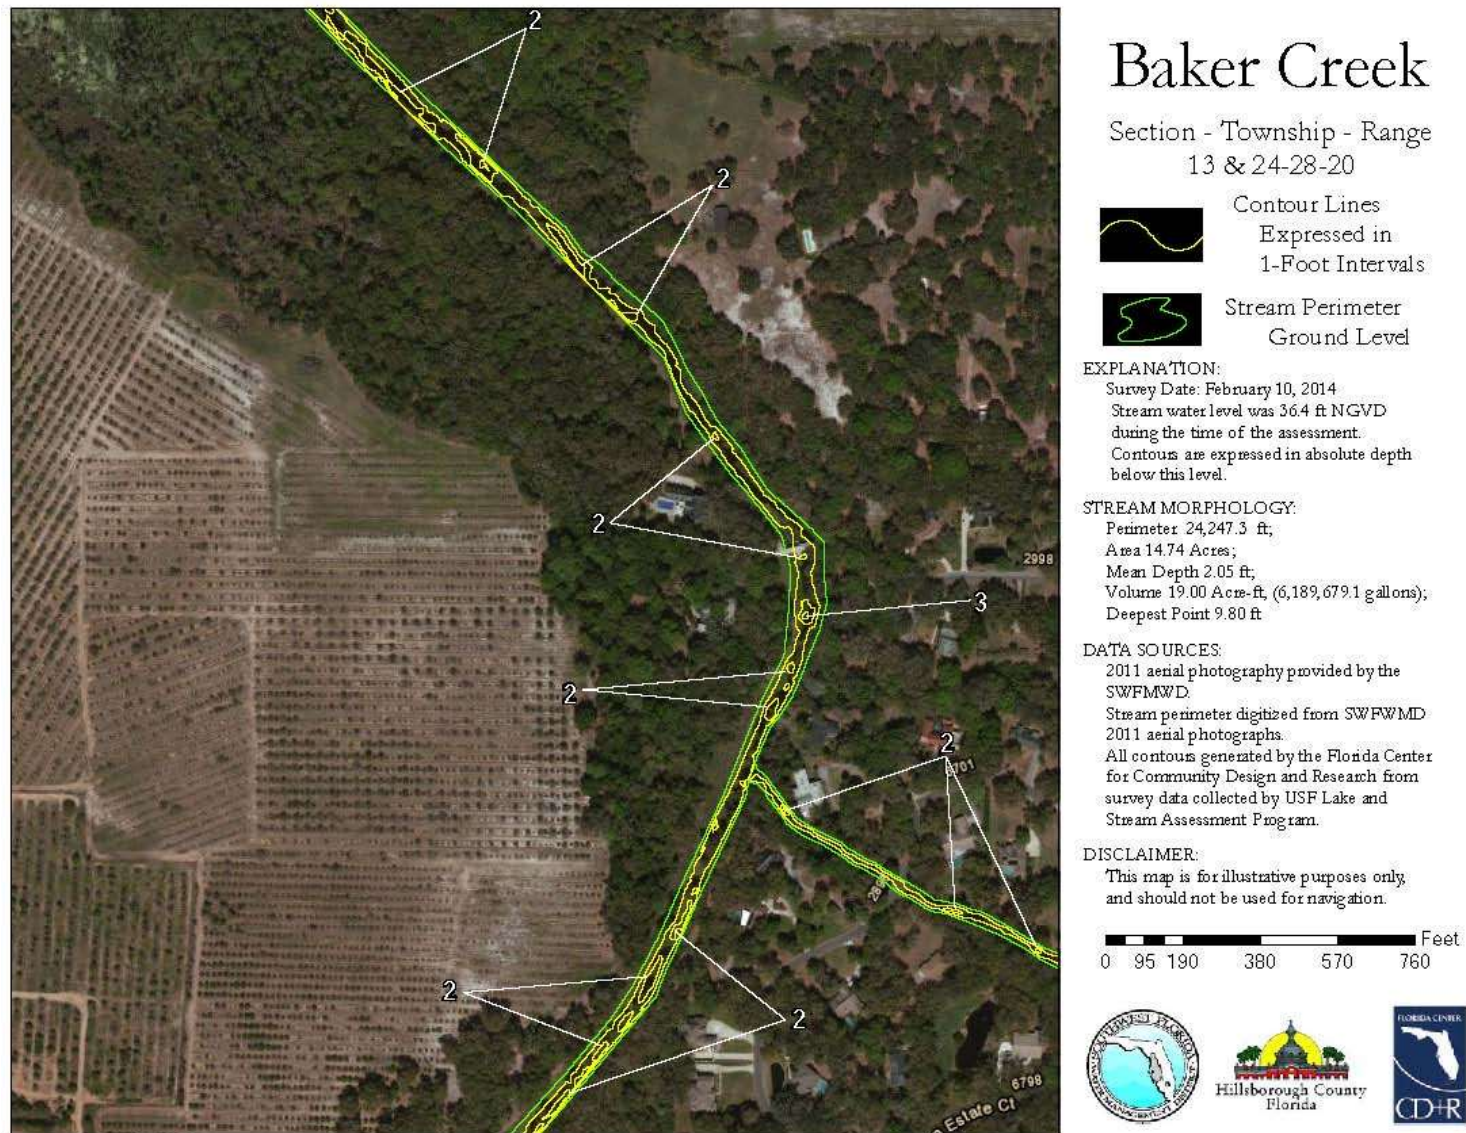 Baker Creek
Section - Township - Range
13 & 24-28-20
Contour Lines
Expressed in
1-Foot Intervals
Stream Perimeter
Ground Level
EXPLANATION:
Survey Date: February 10, 2014
Stream water level was 36.4 ft NGVD
during the time of the assessment.
Contours are expressed in absolute depth
below this level.
STREAM MORPHOLOGY:
Perimeter 24,247.3 ft;
Area 14.74 Acres;
Mean Depth 2.05 ft;
Volume 19.00 Acre-ft, (6,189,679.1 gallons);
Deepest Point 9.80 ft
DATA SOURCES:
2011 aerial photography provided by the
SWFMWD.
Stream perimeter digitized from SWFWMD
2011 aerial photographs.
All contours generated by the Florida Center
for Community Design and Research from
survey data collected by USF Lake and
Stream Assessment Program.
DISCLAIMER:
This map is for illustrative purposes only,
and should not be used for navigation.
Feet
0 95 190 380 570 760
SOUTHWEST FLORIDA
WATER MANAGEMENT DISTRICT
Hillsborough County
Florida
FLORIDA CENTER
CD+R
2
2
2
2998
3
2
2
2
2
6798
Estate Ct